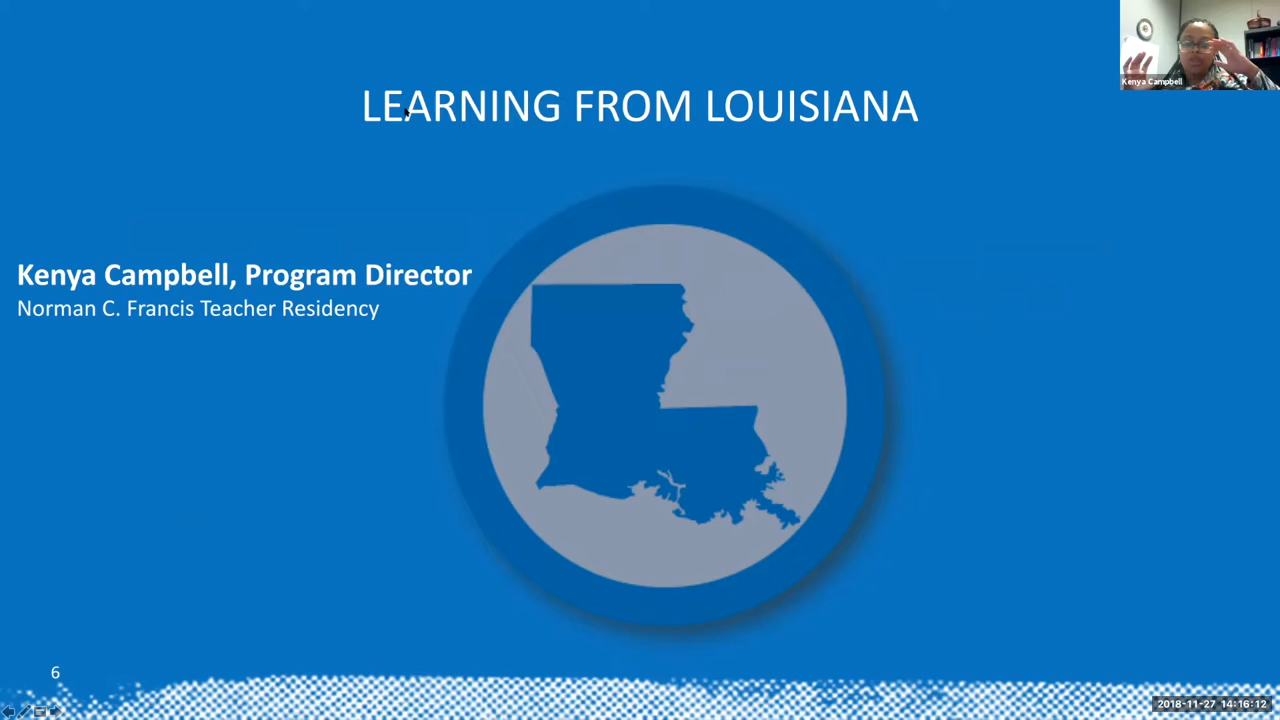 LEARNING FROM LOUISIANA
Kenya Campbell
Kenya Campbell, Program Director
Norman C. Francis Teacher Residency
6
2018-11-27 14:16:12